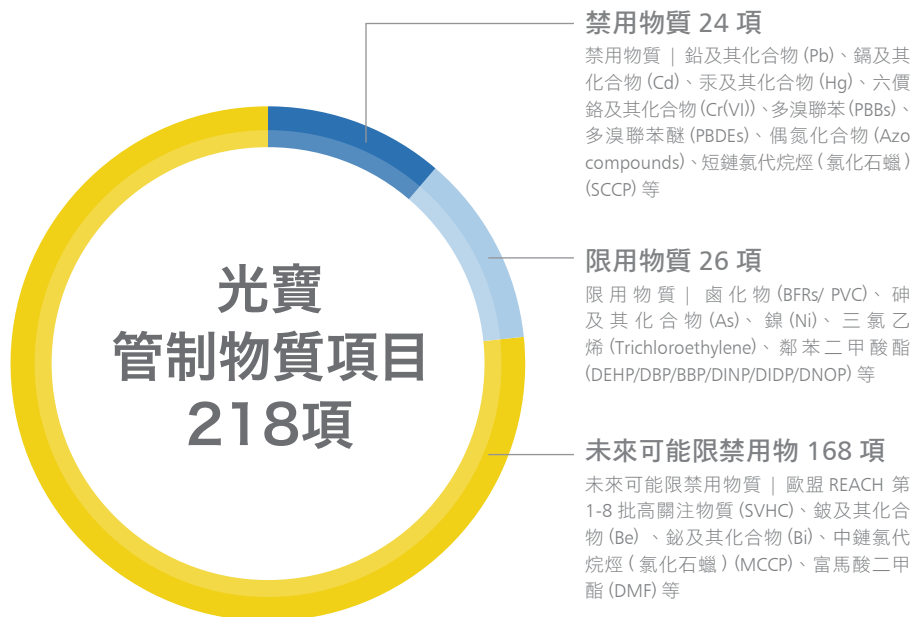 光寶
管制物質項目
218項
禁用物質 24 項
禁用物質 | 鉛及其化合物 (Pb)、鎘及其
化合物 (Cd)、汞及其化合物 (Hg)、六價
鉻及其化合物 (Cr(VI))、多溴聯苯 (PBBs)、
多溴聯苯醚 (PBDEs)、偶氮化合物 (Azo
compounds)、短鏈氯代烷烴 ( 氯化石蠟 )
(SCCP) 等
限用物質 26 項
限用物質 | 鹵化物 (BFRs/ PVC)、砷
及其化合物 (As)、鎳 (Ni)、三氯乙
烯 (Trichloroethylene)、鄰苯二甲酸酯
(DEHP/DBP/BBP/DINP/DIDP/DNOP) 等
未來可能限禁用物 168 項
未來可能限禁用物質 | 歐盟 REACH 第
1-8 批高關注物質 (SVHC)、鈹及其化合
物 (Be) 、鉍及其化合物 (Bi)、中鏈氯代
烷烴 ( 氯化石蠟 ) (MCCP)、富馬酸二甲
酯 (DMF) 等